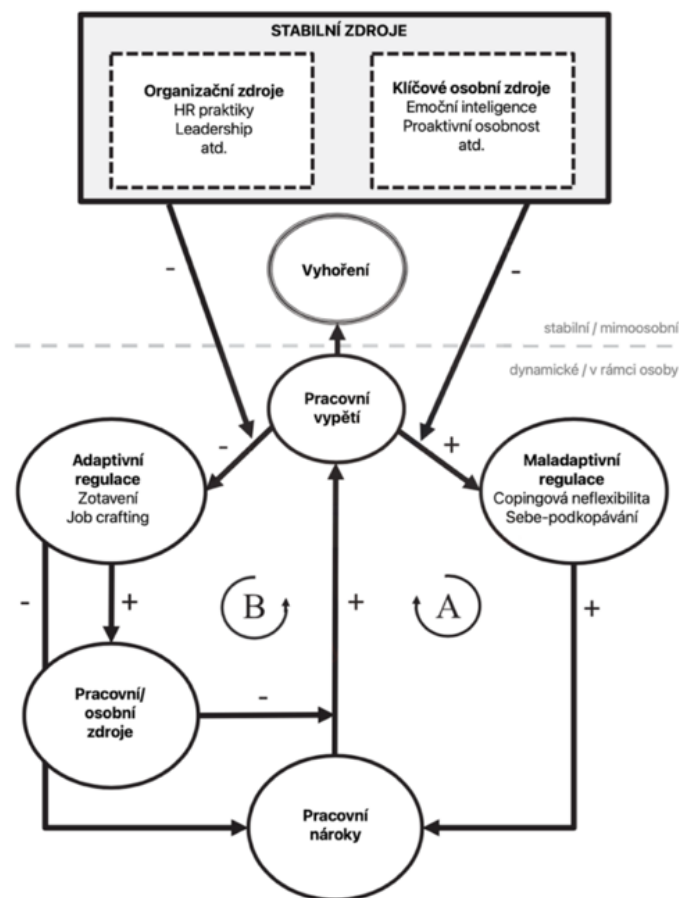 STABILNÍ ZDROJE
Organizační zdroje
HR praktiky
Leadership
atd.
Klíčové osobní zdroje
Emoční inteligence
Proaktivní osobnost
atd.
-
-
Vyhoření
stabilní / mimoosobní
dynamické / v rámci osoby
Pracovní
vypětí
-
+
Adaptivní
regulace
Zotavení
Job crafting
Maladaptivní
regulace
Copingová neflexibilita
Sebe-podkopávání
-
+
B
+
A
+
Pracovní/
osobní
zdroje
-
Pracovní
nároky